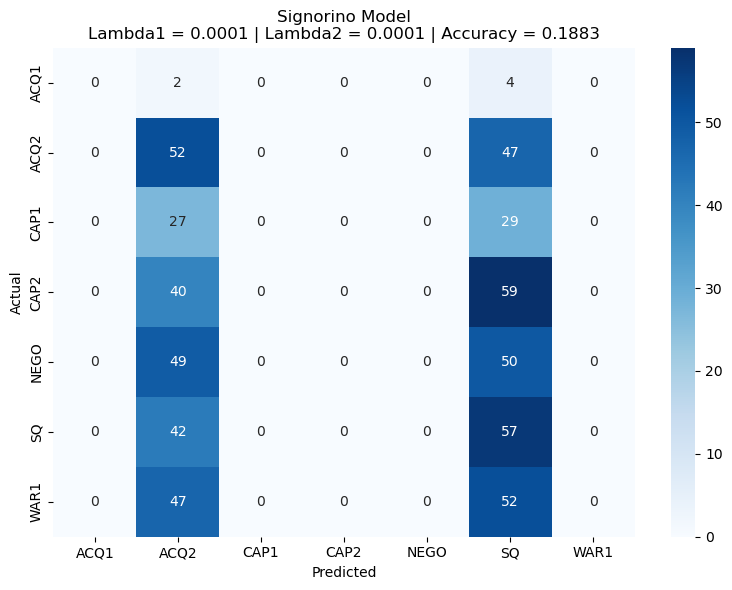 Signorino Model
Lambda1 = 0.0001 | Lambda2 = 0.0001 | Accuracy = 0.1883
ACQ1 0 2 0 0 0 4 0
ACQ2 0 52 0 0 0 47 0
CAP1 0 27 0 0 0 29 0
CAP2 0 40 0 0 0 59 0
NEGO 0 49 0 0 0 50 0
SQ 0 42 0 0 0 57 0
WAR1 0 47 0 0 0 52 0
Actual
ACQ1 ACQ2 CAP1 CAP2 NEGO SQ WAR1
Predicted
50
40
30
20
10
0